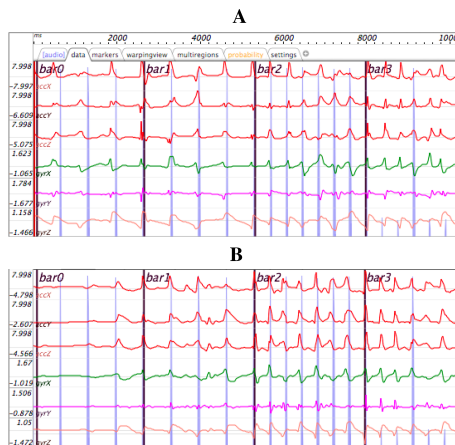 A
ms 2000 4000 6000 8000 1000
[audio] data markers warpingview multiregions probability settings
7.998 bar0 bar1 bar2 bar3
-7.997 accX
7.998
-6.609 accY
7.998
-5.075 accZ
1.623
-1.065 gyrX
1.784
-1.677 gyrY
1.158
-1.466 gyrZ
B
7.998 bar0 bar1 bar2 bar3
-4.798 accX
7.998
-2.607 accY
7.998
-4.566 accZ
1.67
-1.019 gyrX
1.506
-0.878 gyrY
1.05
-1.472 gyrZ